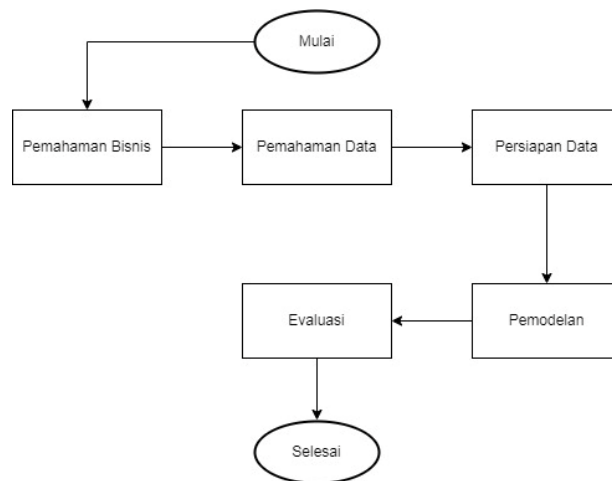 Mulai
Pemahaman Bisnis
Pemahaman Data
Persiapan Data
Pemodelan
Evaluasi
Selesai